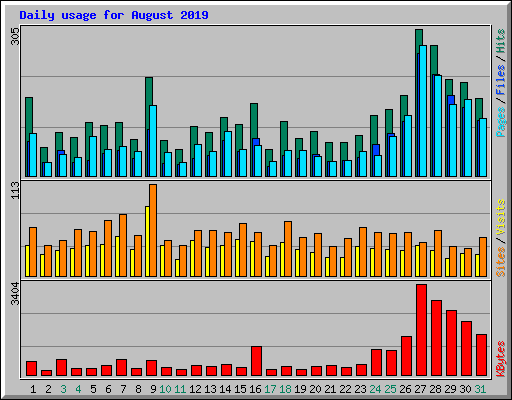 Daily usage for August 2019
305
Pages / Files / Hits
113
Sites / Visits
3404
KBytes
1 2 3 4 5 6 7 8 9 10 11 12 13 14 15 16 17 18 19 20 21 22 23 24 25 26 27 28 29 30 31